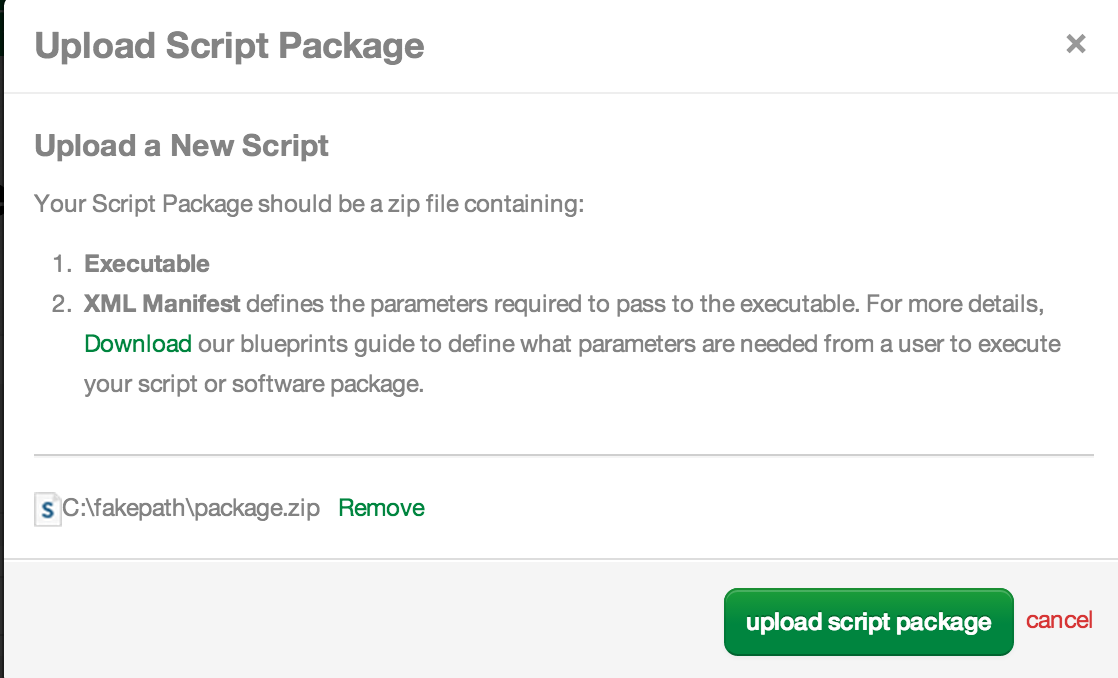 Upload Script Package
×
Upload a New Script
Your Script Package should be a zip file containing:
1. Executable
2. XML Manifest defines the parameters required to pass to the executable. For more details,
Download our blueprints guide to define what parameters are needed from a user to execute
your script or software package.
S C:\fakepath\package.zip Remove
upload script package cancel